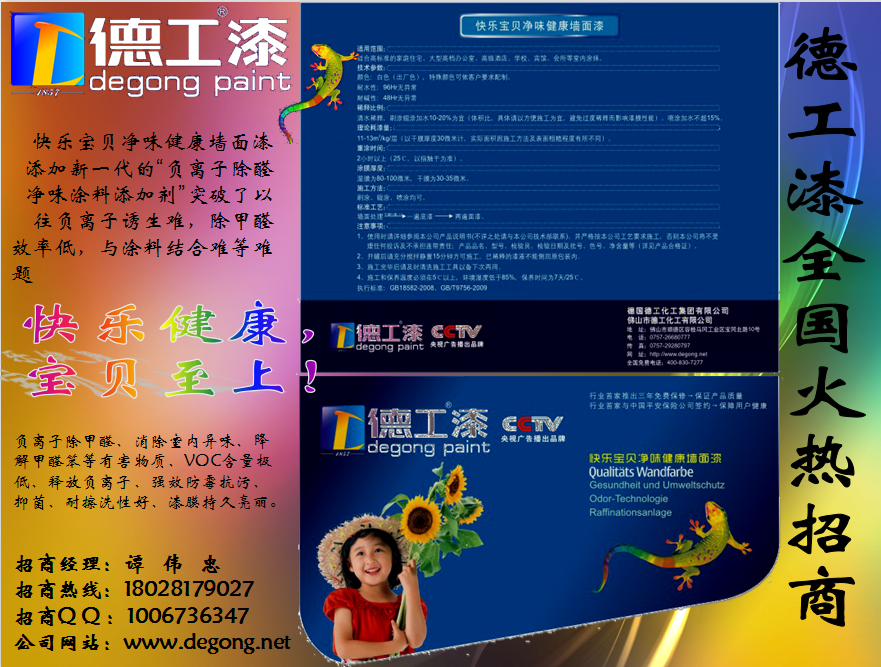 德工漆
®
degong paint
1857
快乐宝贝净味健康墙面漆
添加新一代的“负离子除醛
净味涂料添加剂”突破了以
往负离子诱生难，除甲醛
效率低，与涂料结合难等难
题
快乐健康，
宝贝至上！
负离子除甲醛、消除室内异味、降
解甲醛苯等有害物质、VOC含量极
低、释放负离子、强效防霉抗污、
抑菌、耐擦洗性好、漆膜持久亮丽。
招商经理：谭 伟 忠
招商热线：18028179027
招商QQ：1006736347
公司网站：www.degong.net
快乐宝贝净味健康墙面漆
适用范围：
适合高标准的家庭住宅、大型高档办公室、高级酒店、学校、宾馆、会所等室内涂装。
技术参数：
颜色：白色（出厂色），特殊颜色可依客户要求配制。
耐水性：96Hr无异常
耐碱性：48Hr无异常
稀释比例：
清水稀释，刷涂辊涂加水10-20%为宜（体积比，具体请以方便施工为宜，避免过度稀释而影响漆膜性能），喷涂加水不超15%。
理论耗漆量：
11-13m²/kg/层（以干膜厚度30微米计，实际面积因施工方法及表面粗糙程度有所不同）。
重涂时间：
2小时以上（25℃，以指触干为准）。
涂膜厚度：
湿膜为80-100微米，干膜为30-35微米。
施工方法：
刷涂、辊涂、喷涂均可。
标准工艺：
墙面处理 一遍底漆 两遍面漆。
注意事项：
1、使用时请详细参阅本公司产品说明书(不详之处请与本公司技术部联系)，并严格按本公司工艺要求施工，否则本公司将不受
理任何投诉及不承担连带责任；产品品名、型号、检验员、检验日期及批号、色号、净含量等（详见产品合格证）。
2、开罐后请充分搅拌静置15分钟方可施工，已稀释的漆液不能倒回原包装内。
3、施工完毕后请及时清洗施工工具以备下次再用。
4、施工和保养温度必须在5℃以上，环境湿度低于85%，保养时间为7天/25℃。
执行标准：GB18582-2008、GB/T9756-2009
德工漆
degong paint
CCTV
央视广告播出品牌
德国德工化工集团有限公司
佛山市德工化工有限公司
地 址：佛山市顺德区容桂马冈工业区宝冈北路10号
电 话：0757-26680777
传 真：0757-29280797
网 址：http://www.degong.net
全国免费电话：400-830-7277
德工漆
®
degong paint
1857
CCTV
央视广告播出品牌
行业首家推出三年免费保修→保证产品质量
行业首家与中国平安保险公司签约→保障用户健康
快乐宝贝净味健康墙面漆
Qualitäts Wandfarbe
Gesundheit und Umweltschutz
Odor-Technologie
Raffinationsanlage
德工漆全国火热招商